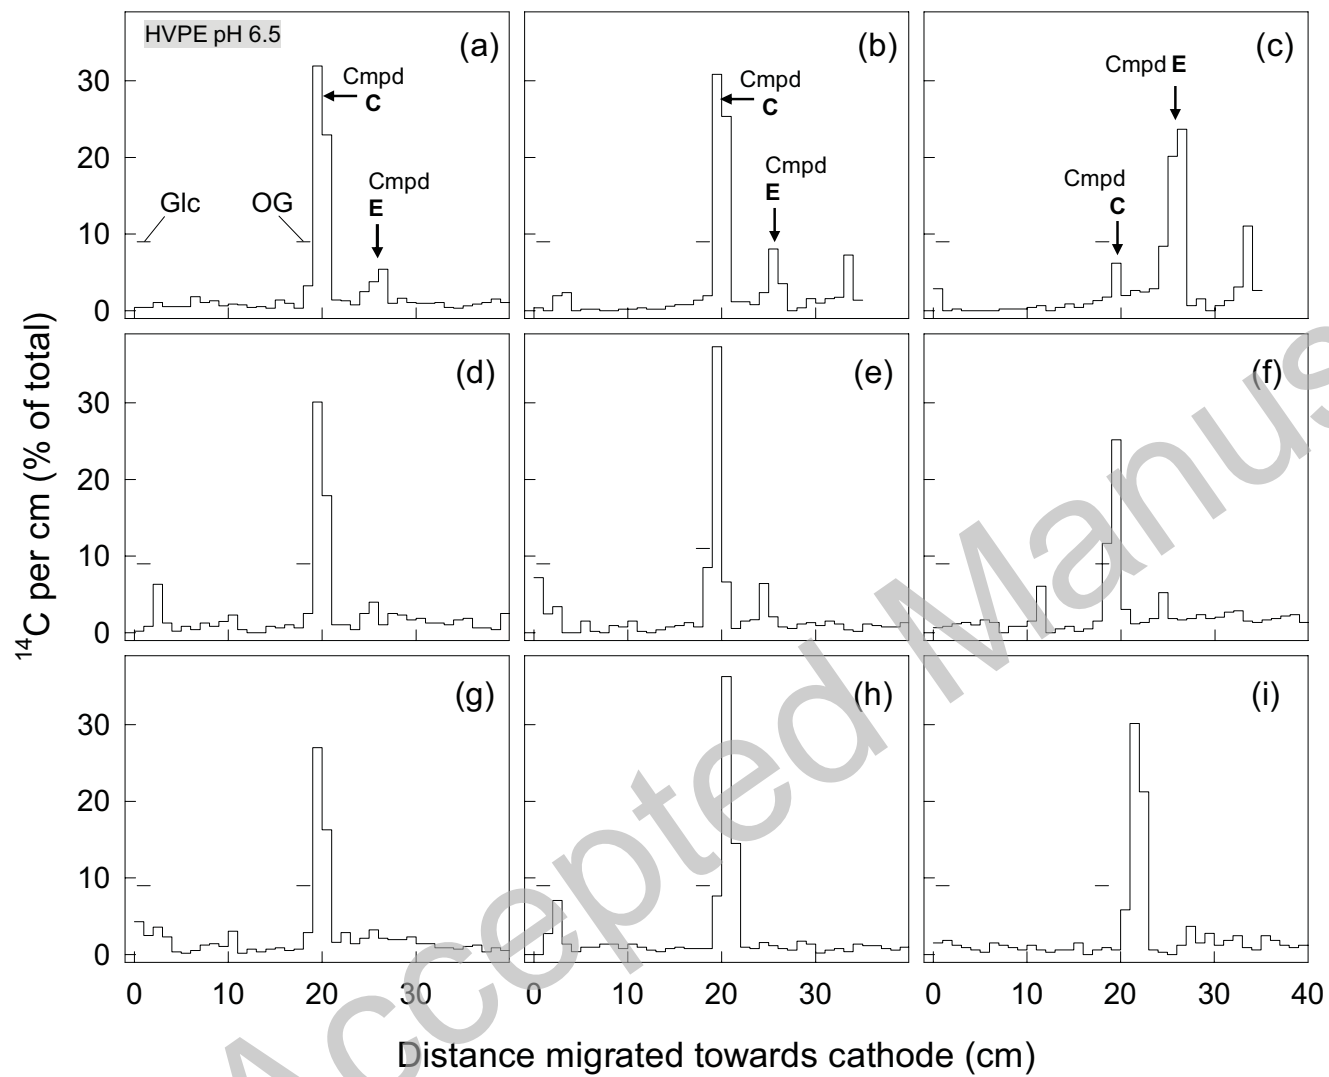 HVPE pH 6.5
(a)
(b)
(c)
Cmpd
C
Cmpd
E
Glc
OG
Cmpd
C
Cmpd
E
Cmpd E
Cmpd
C
30
20
10
0
(d)
(e)
(f)
30
20
10
0
(g)
(h)
(i)
30
20
10
0
0 10 20 30 0 10 20 30 0 10 20 30 40
14C per cm (% of total)
Distance migrated towards cathode (cm)
Accepted Manus